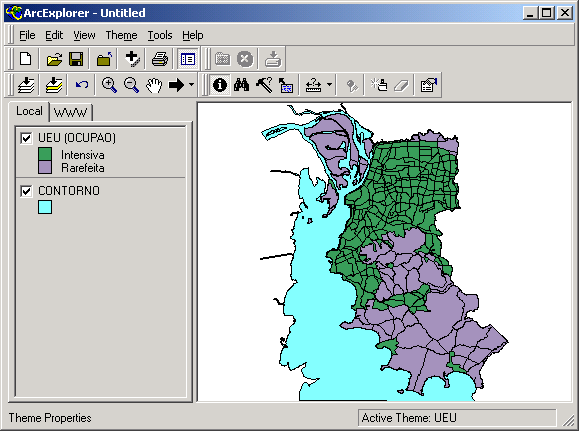 ArcExplorer - Untitled
File Edit View Theme Tools Help
Local WWW
UEU (OCUPAO)
Intensiva
Rarefeita
CONTORNO
Theme Properties
Active Theme: UEU